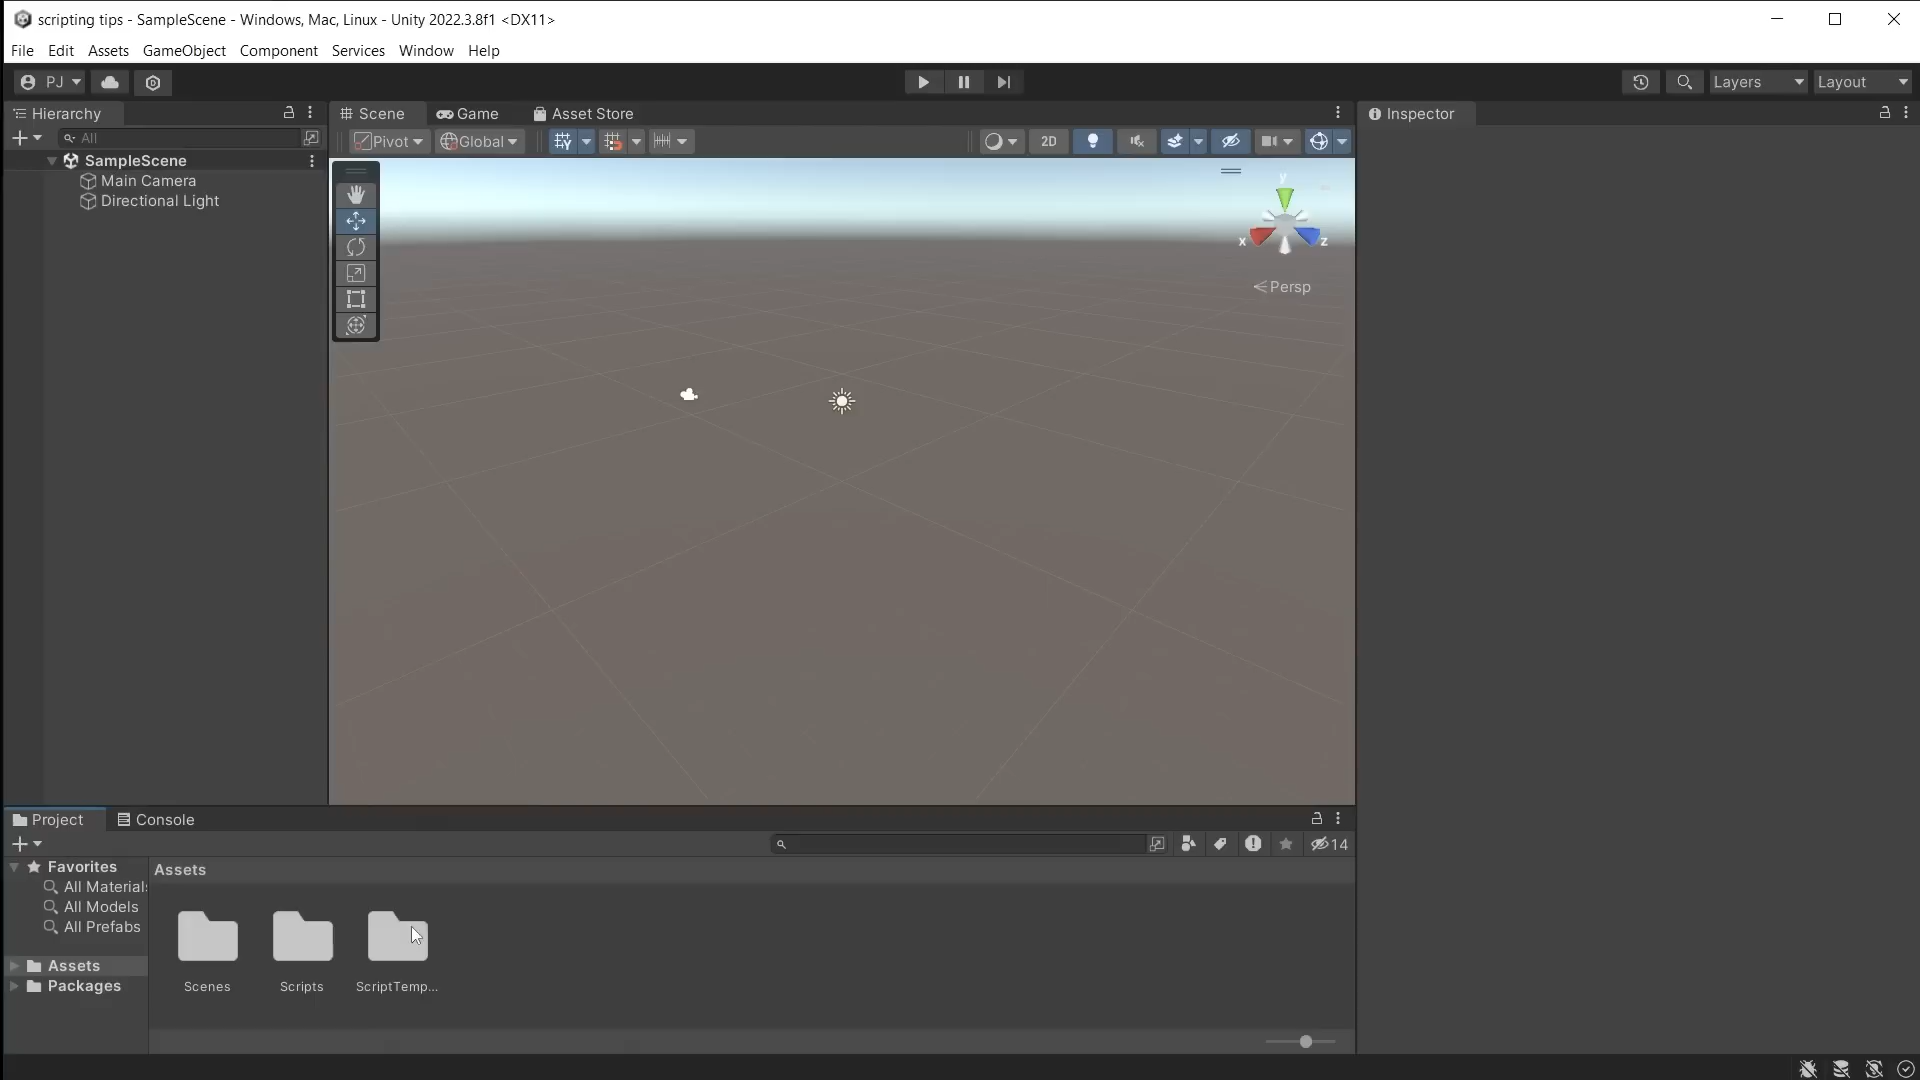 scripting tips - SampleScene - Windows, Mac, Linux - Unity 2022.3.8f1 <DX11>
File Edit Assets GameObject Component Services Window Help
PJ Layers Layout
Hierarchy Scene Game Asset Store Inspector
All Pivot Global 2D
SampleScene
Main Camera
Directional Light
y
x z
Persp
Project Console
14
Favorites
All Materials
All Models
All Prefabs
Assets
Packages
Assets
Scenes Scripts ScriptTemp...